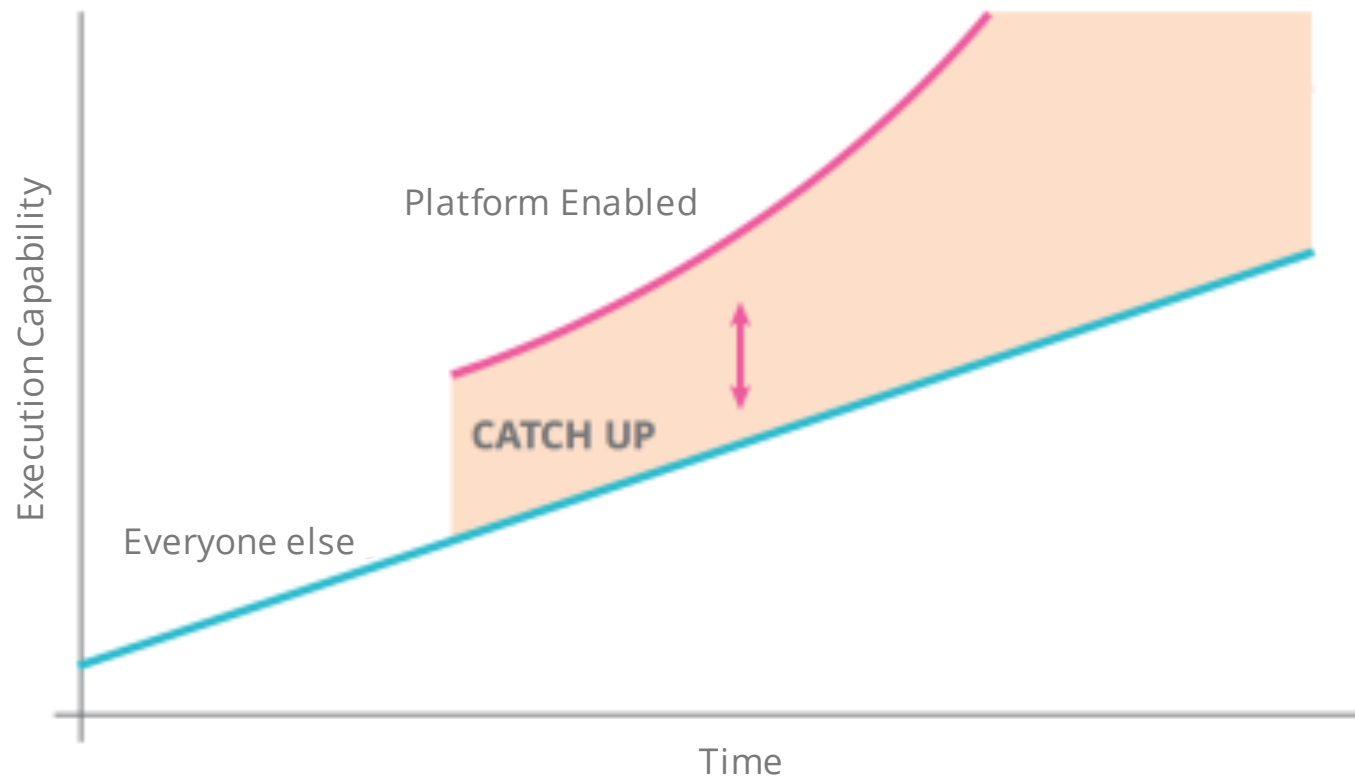 Execution Capability
Platform Enabled
CATCH UP
Everyone else
Time